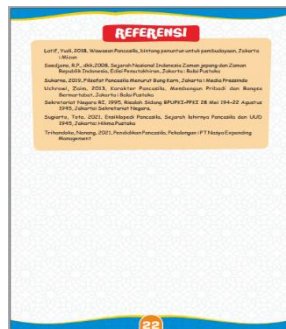 REFERENSI
Latif, Yudi, 2018, Wawasan Pancasila, bintang penuntun untuk pembudayaan, Jakarta
: Mizan
Soedjono, R.P., dkk, 2008, Sejarah Nasional Indonesia Zaman jepang dan Zaman
Republik Indonesia, Edisi Pemutakhiran, Jakarta : Balai Pustaka
Sukarno, 2019, Filsafat Pancasila Menurut Bung Karn, Jakarta : Media Pressindo
Uchrowi, Zaim, 2013, Karakter Pancasila, Membangun Pribadi dan Bangsa
Bermartabat, Jakarta : Balai Pustaka
Sekretariat Negara RI, 1995, Risalah Sidang BPUPKI-PPKI 28 Mei 194-22 Agustus
1945, Jakarta: Sekretariat Negara.
Sugiarto, Toto. 2021, Ensiklopedi Pancasila, Sejarah lahirnya Pancasila dan UUD
1945, Jakarta: Hikma Pustaka
Trihandoko, Nanang, 2021, Pendidikan Pancasila, Pekalongan : PT Nasya Expanding
Management
22